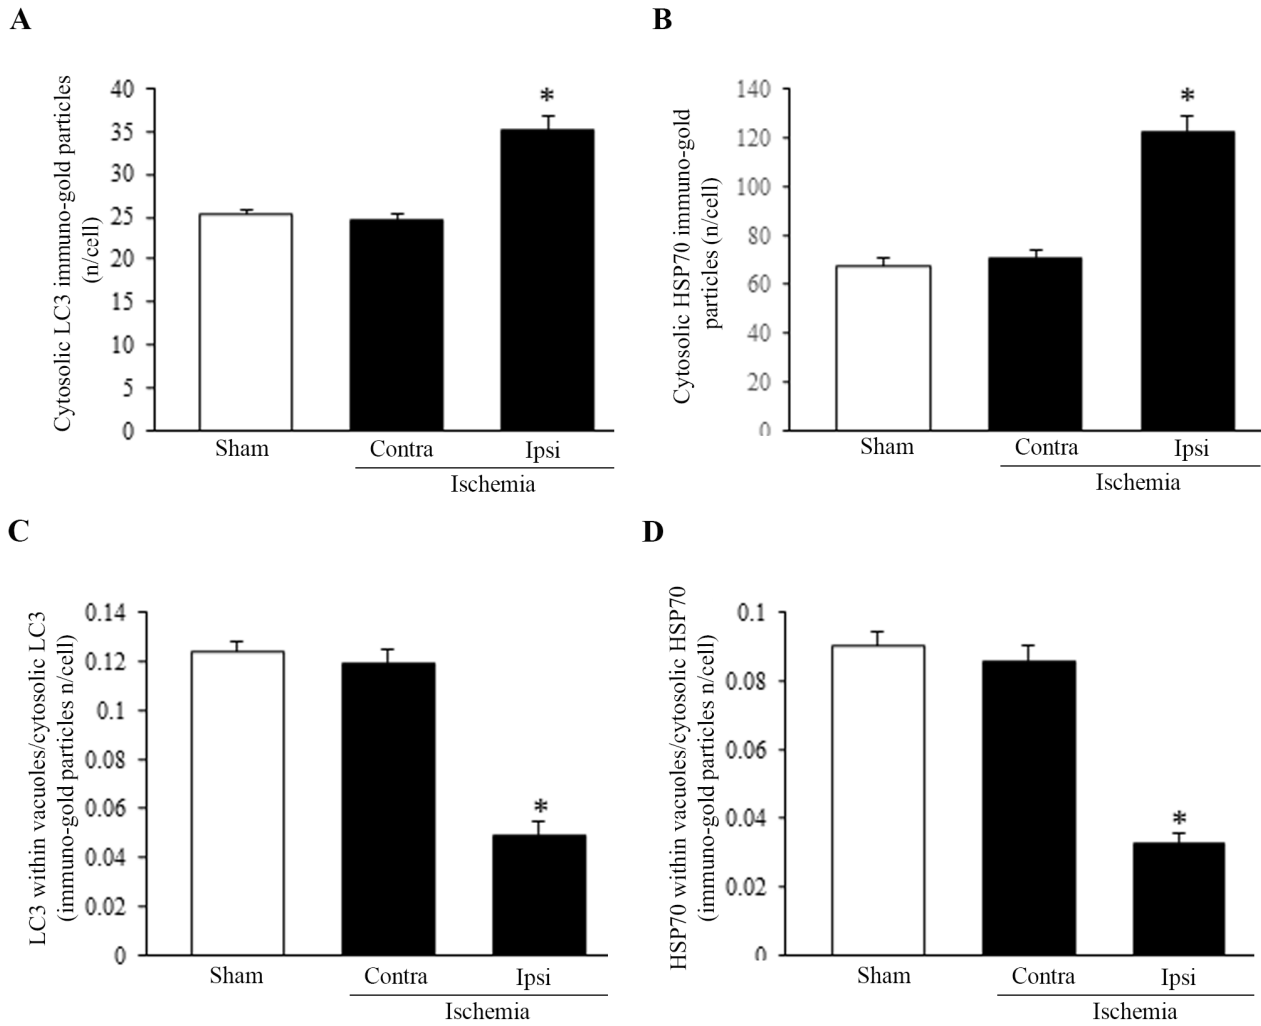 A
Cytosolic LC3 immuno-gold particles
(n/cell)
40
35
30
25
20
15
10
5
0
*
Sham
Contra
Ipsi
Ischemia
B
Cytosolic HSP70 immuno-gold
particles (n/cell)
140
120
100
80
60
40
20
0
*
Sham
Contra
Ipsi
Ischemia
C
LC3 within vacuoles/cytosolic LC3
(immuno-gold particles n/cell)
0.14
0.12
0.1
0.08
0.06
0.04
0.02
0
*
Sham
Contra
Ipsi
Ischemia
D
HSP70 within vacuoles/cytosolic HSP70
(immuno-gold particles n/cell)
0.1
0.08
0.06
0.04
0.02
0
*
Sham
Contra
Ipsi
Ischemia